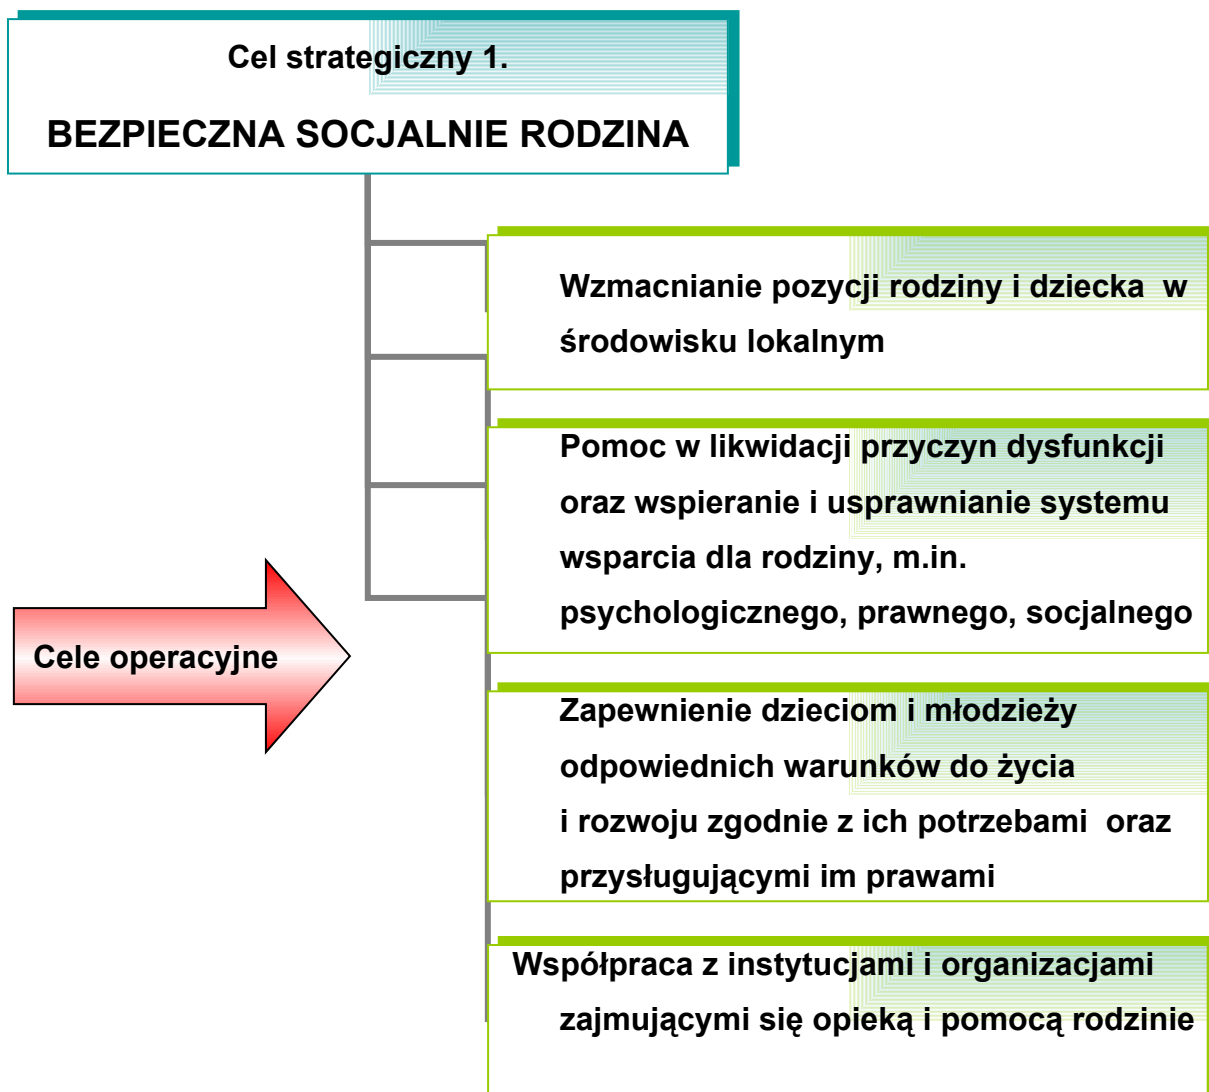 Cel strategiczny 1.
BEZPIECZNA SOCJALNIE RODZINA
Wzmacnianie pozycji rodziny i dziecka  w
środowisku lokalnym
Pomoc w likwidacji przyczyn dysfunkcji
oraz wspieranie i usprawnianie systemu
wsparcia dla rodziny, m.in.
psychologicznego, prawnego, socjalnego
Cele operacyjne
Zapewnienie dzieciom i młodzieży
odpowiednich warunków do życia
i rozwoju zgodnie z ich potrzebami  oraz
przysługującymi im prawami
Współpraca z instytucjami i organizacjami
zajmującymi się opieką i pomocą rodzinie